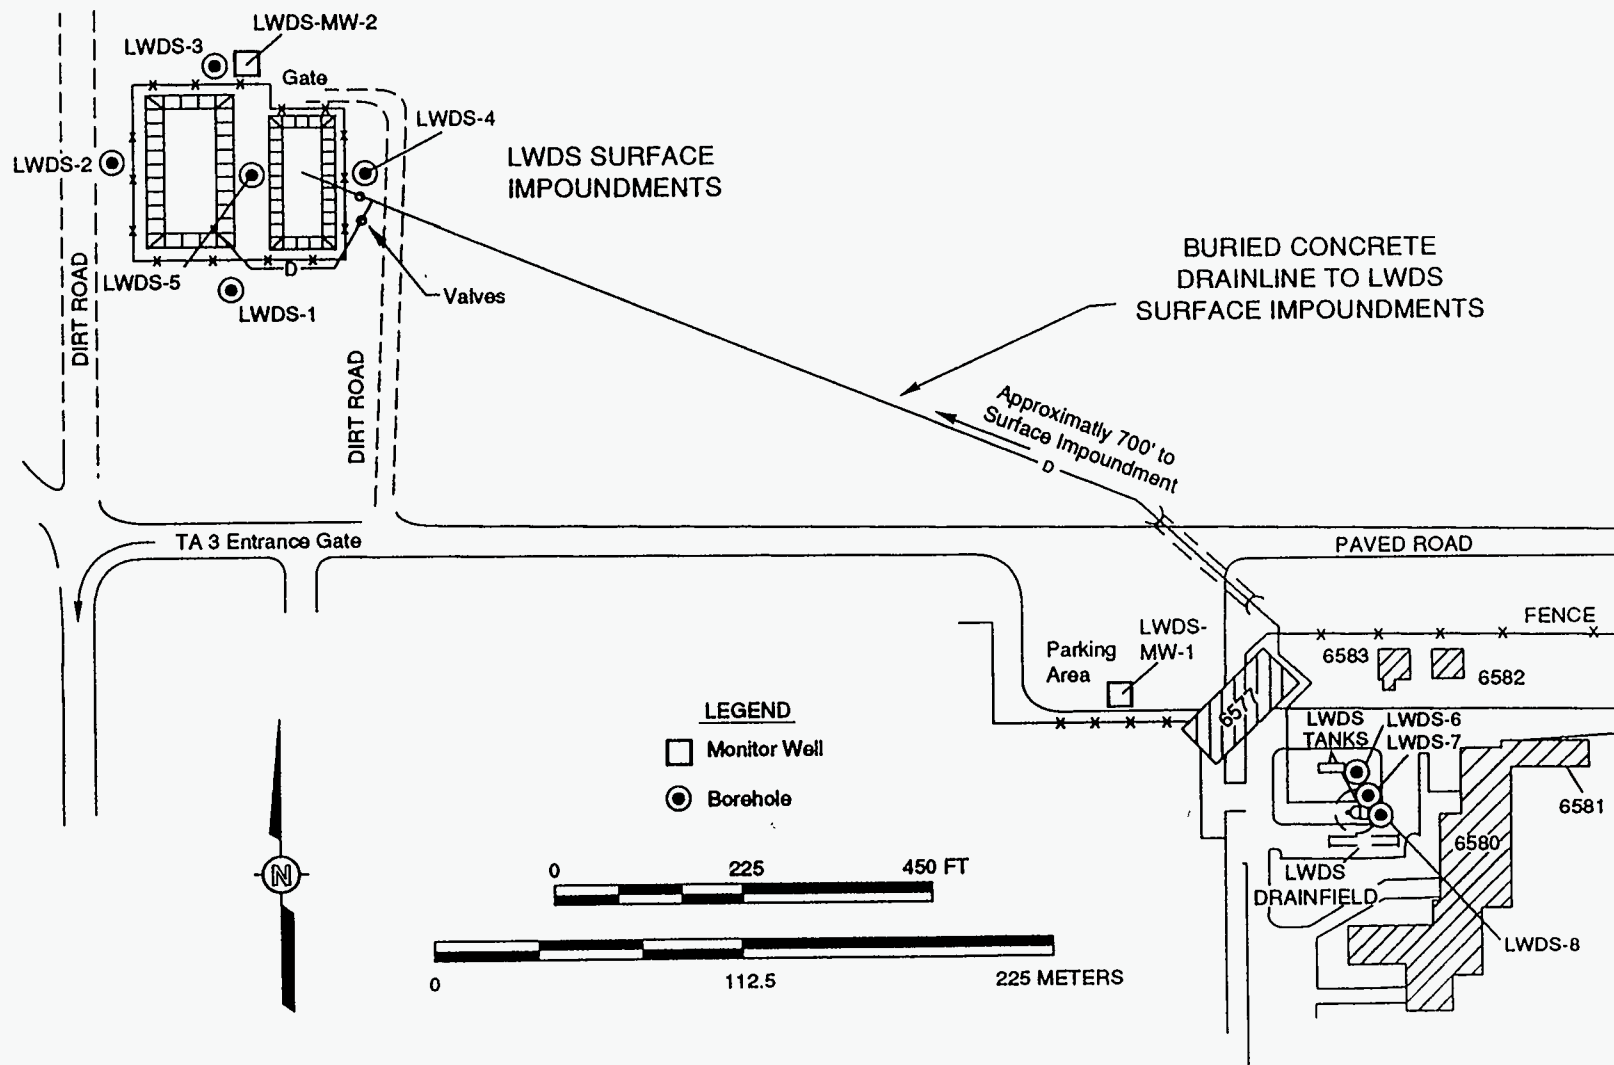 LWDS-MW-2
LWDS-3
Gate
LWDS-4
LWDS-2
LWDS SURFACE
IMPOUNDMENTS
LWDS-5
D
LWDS-1
Valves
DIRT ROAD
DIRT ROAD
BURIED CONCRETE
DRAINLINE TO LWDS
SURFACE IMPOUNDMENTS
Approximatly 700' to
Surface Impoundment
D
TA 3 Entrance Gate
PAVED ROAD
FENCE
Parking
Area
LWDS-
MW-1
6583
6582
6577
LWDS
TANKS
LWDS-6
LWDS-7
6581
6580
LWDS
DRAINFIELD
LWDS-8
LEGEND
Monitor Well
Borehole
N
0 225 450 FT
0 112.5 225 METERS